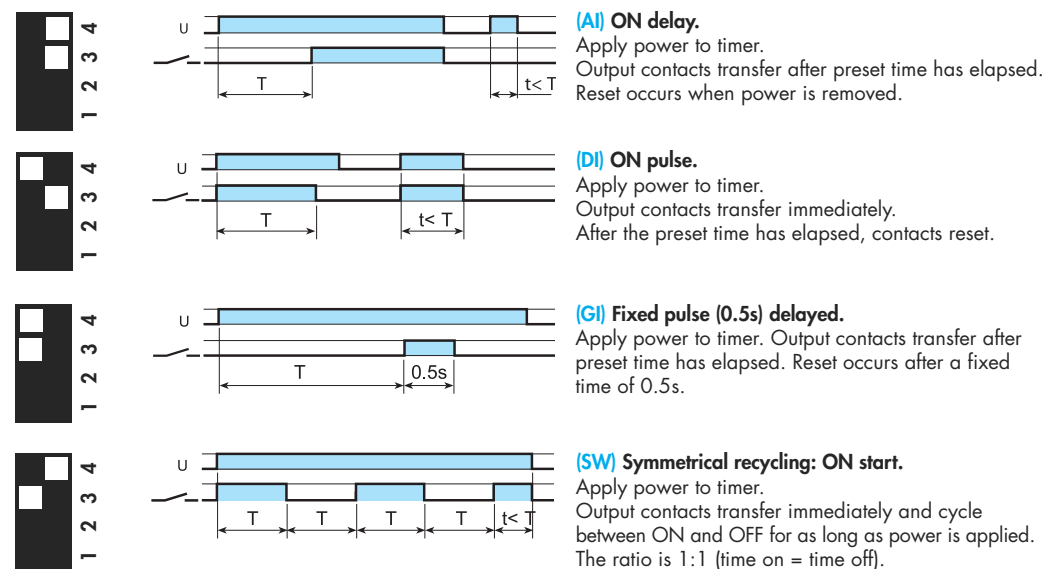 4
3
2
1
U
T
t< T
(AI) ON delay.
Apply power to timer.
Output contacts transfer after preset time has elapsed.
Reset occurs when power is removed.
4
3
2
1
U
T
t< T
(DI) ON pulse.
Apply power to timer.
Output contacts transfer immediately.
After the preset time has elapsed, contacts reset.
4
3
2
1
U
T
0.5s
(GI) Fixed pulse (0.5s) delayed.
Apply power to timer. Output contacts transfer after
preset time has elapsed. Reset occurs after a fixed
time of 0.5s.
4
3
2
1
U
T T T T t< T
(SW) Symmetrical recycling: ON start.
Apply power to timer.
Output contacts transfer immediately and cycle
between ON and OFF for as long as power is applied.
The ratio is 1:1 (time on = time off).